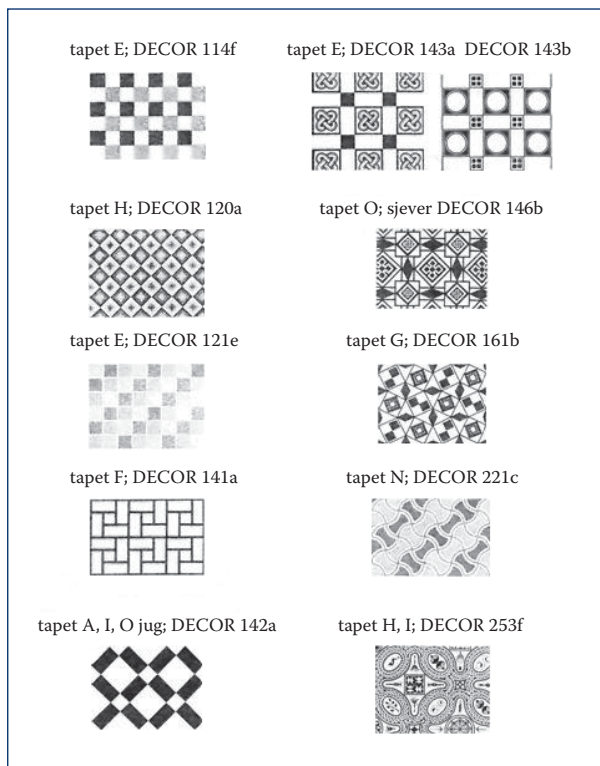 tapet E; DECOR 114f
tapet E; DECOR 143a DECOR 143b
tapet H; DECOR 120a
tapet O; sjever DECOR 146b
tapet E; DECOR 121e
tapet G; DECOR 161b
tapet F; DECOR 141a
tapet N; DECOR 221c
tapet A, I, O jug; DECOR 142a
tapet H, I; DECOR 253f